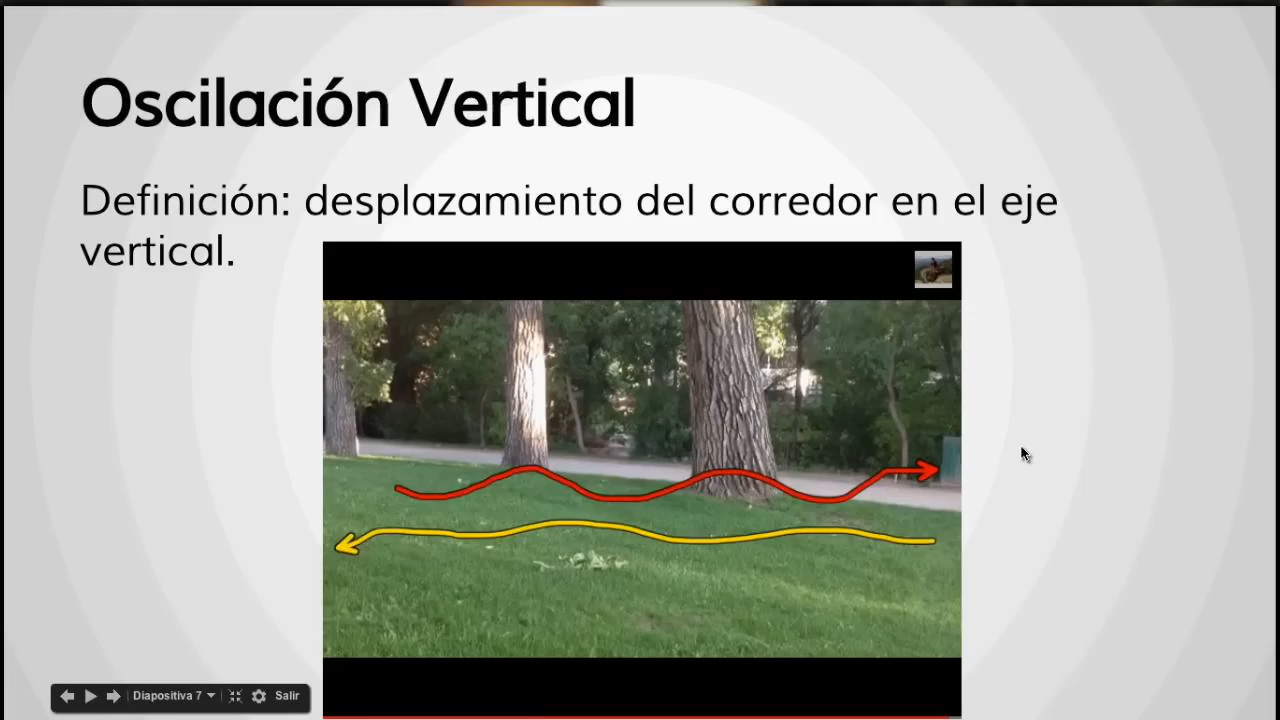 Oscilación Vertical
Definición: desplazamiento del corredor en el eje
vertical.
Diapositiva 7
Salir